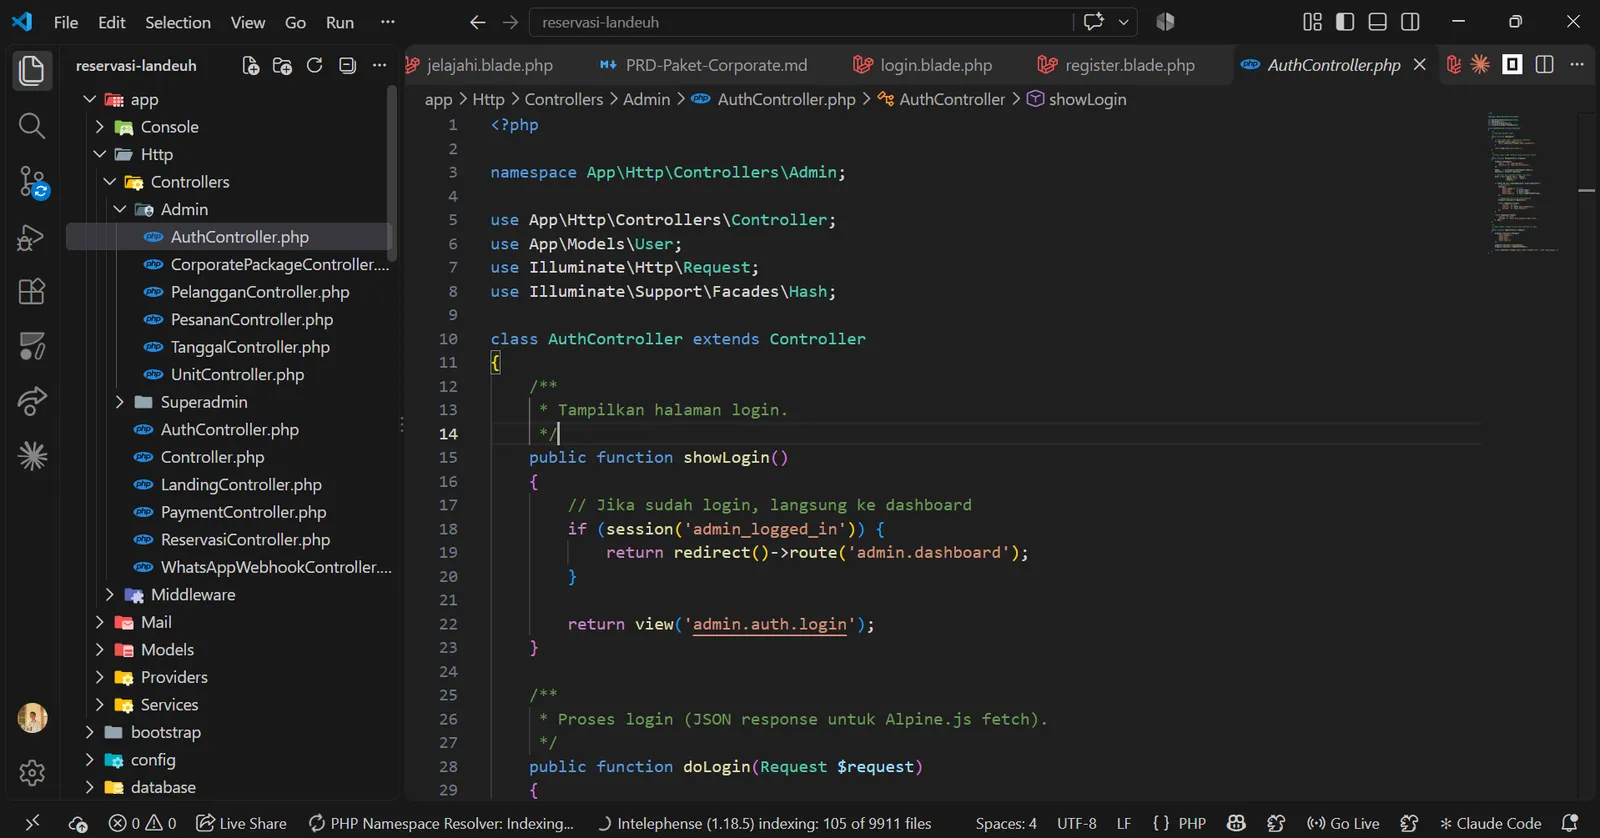 File Edit Selection View Go Run ···
reservasi-landeuh
reservasi-landeuh
app
Console
Http
Controllers
Admin
AuthController.php
CorporatePackageController....
PelangganController.php
PesananController.php
TanggalController.php
UnitController.php
Superadmin
AuthController.php
Controller.php
LandingController.php
PaymentController.php
ReservasiController.php
WhatsAppWebhookController....
Middleware
Mail
Models
Providers
Services
bootstrap
config
database
jelajahi.blade.php PRD-Paket-Corporate.md login.blade.php register.blade.php AuthController.php
app > Http > Controllers > Admin > AuthController.php > AuthController > showLogin
1 <?php
2
3 namespace App\Http\Controllers\Admin;
4
5 use App\Http\Controllers\Controller;
6 use App\Models\User;
7 use Illuminate\Http\Request;
8 use Illuminate\Support\Facades\Hash;
9
10 class AuthController extends Controller
11 {
12 /**
13 * Tampilkan halaman login.
14 */
15 public function showLogin()
16 {
17 // Jika sudah login, langsung ke dashboard
18 if (session('admin_logged_in')) {
19 return redirect()->route('admin.dashboard');
20 }
21
22 return view('admin.auth.login');
23 }
24
25 /**
26 * Proses login (JSON response untuk Alpine.js fetch).
27 */
28 public function doLogin(Request $request)
29 {
0 0 Live Share PHP Namespace Resolver: Indexing... Intelephense (1.18.5) indexing: 105 of 9911 files Spaces: 4 UTF-8 LF {} PHP Go Live Claude Code